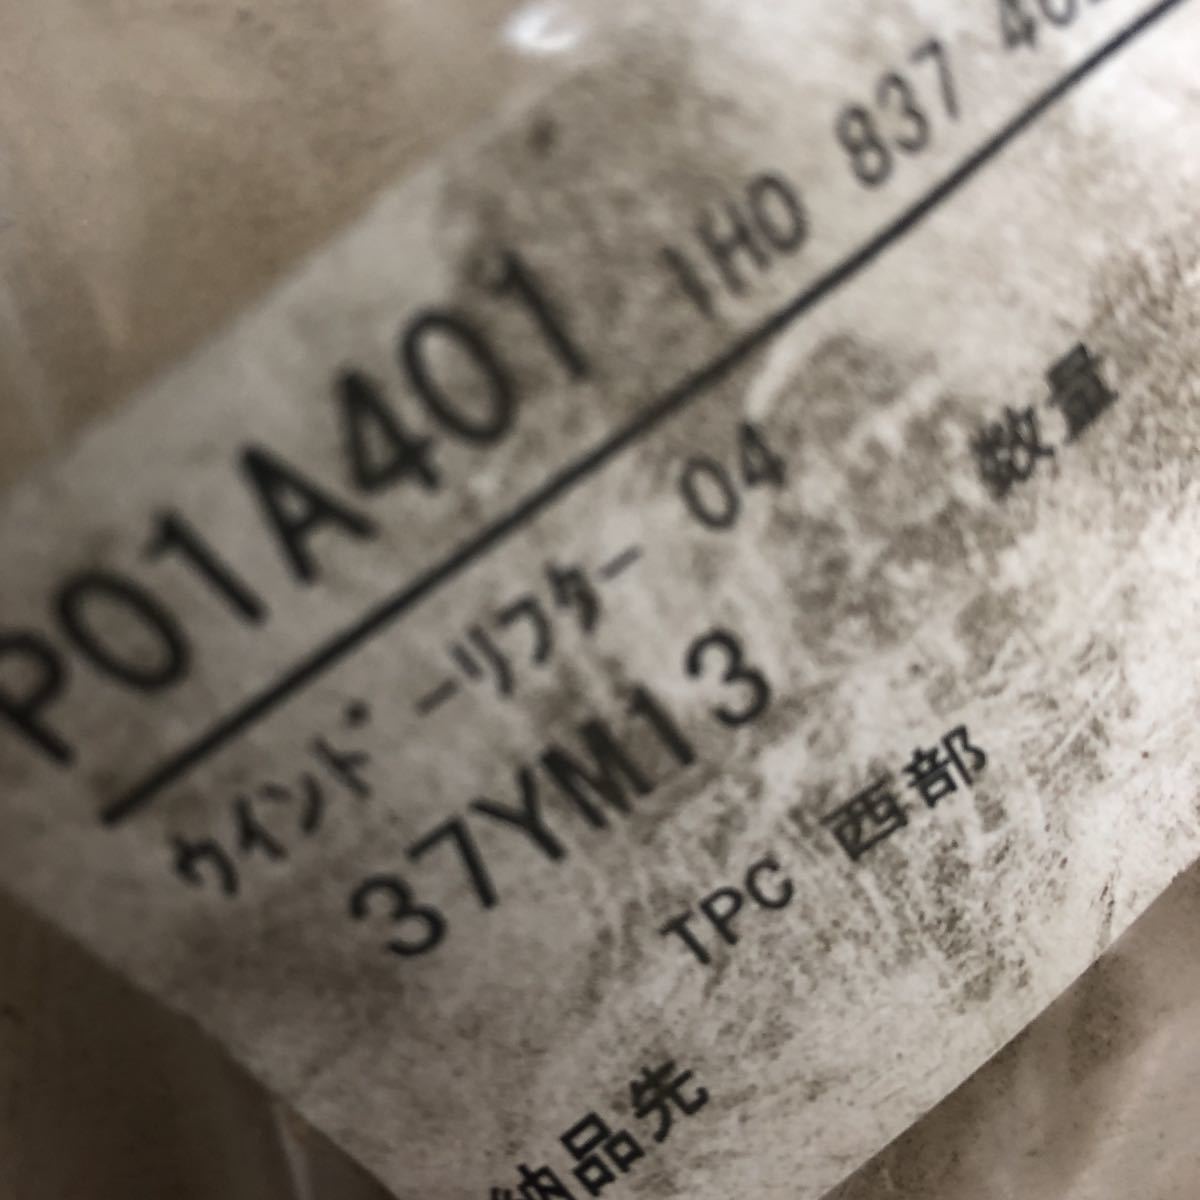 P01A401 1H0 837 40
ウインドーリフター 04 数量
37YM13
TPC 西部
納品先